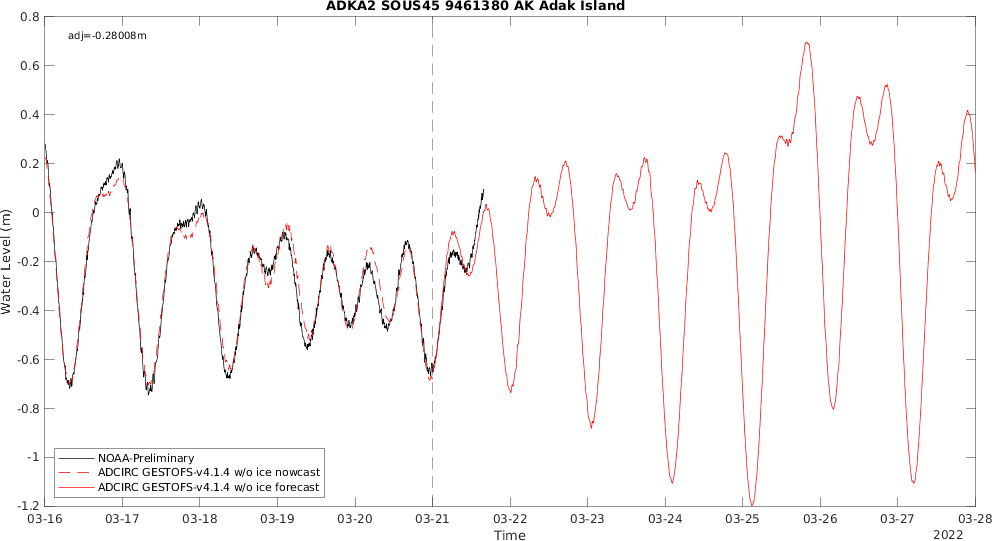 ADKA2 SOUS45 9461380 AK Adak Island
adj=-0.28008m
0.8
0.6
0.4
0.2
0
-0.2
-0.4
-0.6
-0.8
-1
-1.2
Water Level (m)
NOAA-Preliminary
ADCIRC GESTOFS-v4.1.4 w/o ice nowcast
ADCIRC GESTOFS-v4.1.4 w/o ice forecast
03-16 03-17 03-18 03-19 03-20 03-21 03-22 03-23 03-24 03-25 03-26 03-27 03-28
Time
2022